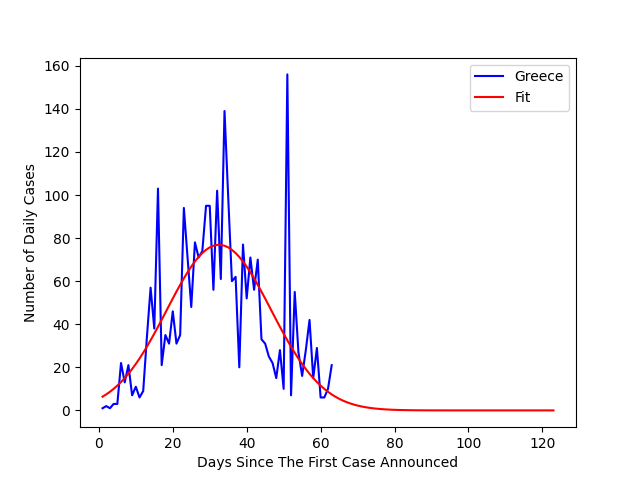 Greece
Fit
Number of Daily Cases
160
140
120
100
80
60
40
20
0
0 20 40 60 80 100 120
Days Since The First Case Announced